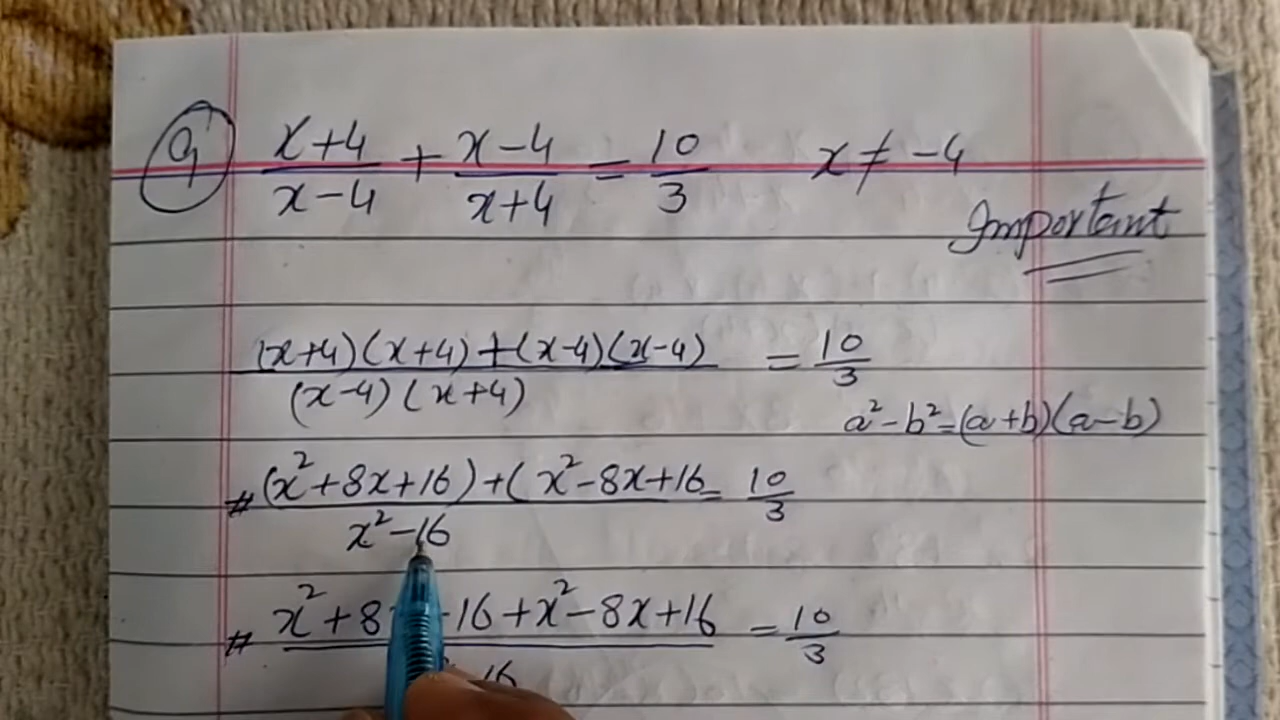 Q1 (x+4)/(x-4) + (x-4)/(x+4) = 10/3 x ≠ -4
Important
((x+4)(x+4) + (x-4)(x-4))/((x-4)(x+4)) = 10/3
a² - b² = (a+b)(a-b)
# (x²+8x+16)+(x²-8x+16 / x²-16 = 10/3
# x²+8 16+x²-8x+16 / 16 = 10/3